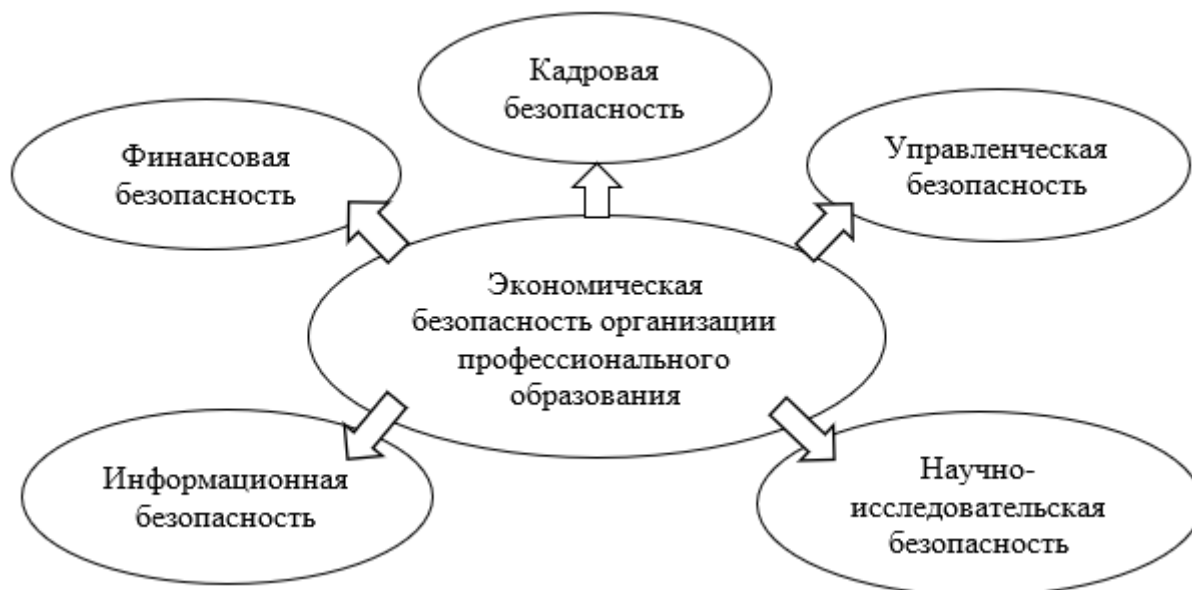 Кадровая
безопасность
Финансовая
безопасность
Управленческая
безопасность
Экономическая
безопасность организации
профессионального
образования
Информационная
безопасность
Научно-
исследовательская
безопасность